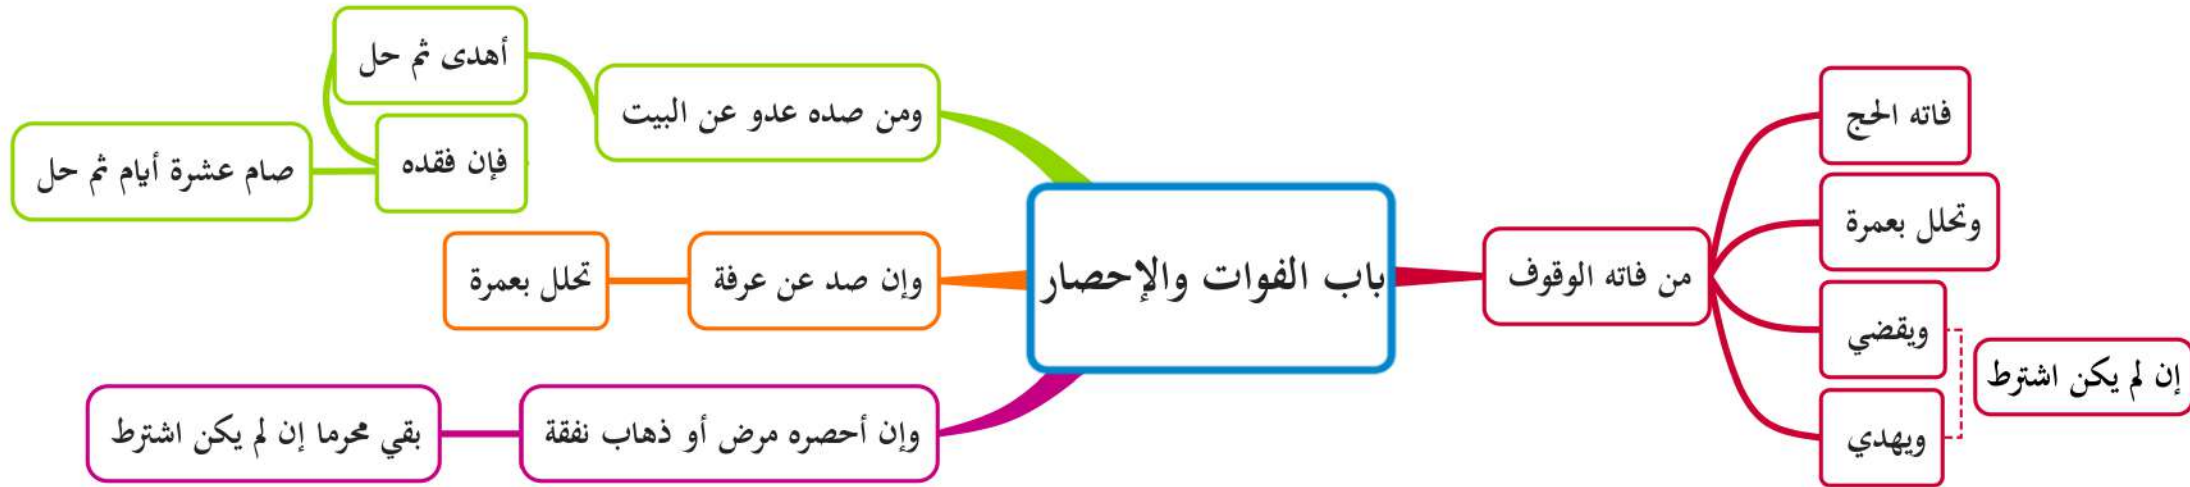 باب الفوات والإحصار
من فاته الوقوف
فاته الحج
وتحلل بعمرة
ويقضي
ويهدي
إن لم يكن اشترط
ومن صده عدو عن البيت
أهدى ثم حل
فإن فقده
صام عشرة أيام ثم حل
وإن صد عن عرفة
تحلل بعمرة
وإن أحصره مرض أو ذهاب نفقة
بقي محرما إن لم يكن اشترط